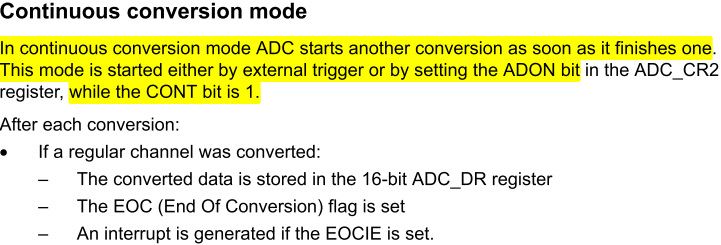 Continuous conversion mode
In continuous conversion mode ADC starts another conversion as soon as it finishes one.
This mode is started either by external trigger or by setting the ADON bit in the ADC_CR2
register, while the CONT bit is 1.
After each conversion:
• If a regular channel was converted:
– The converted data is stored in the 16-bit ADC_DR register
– The EOC (End Of Conversion) flag is set
– An interrupt is generated if the EOCIE is set.